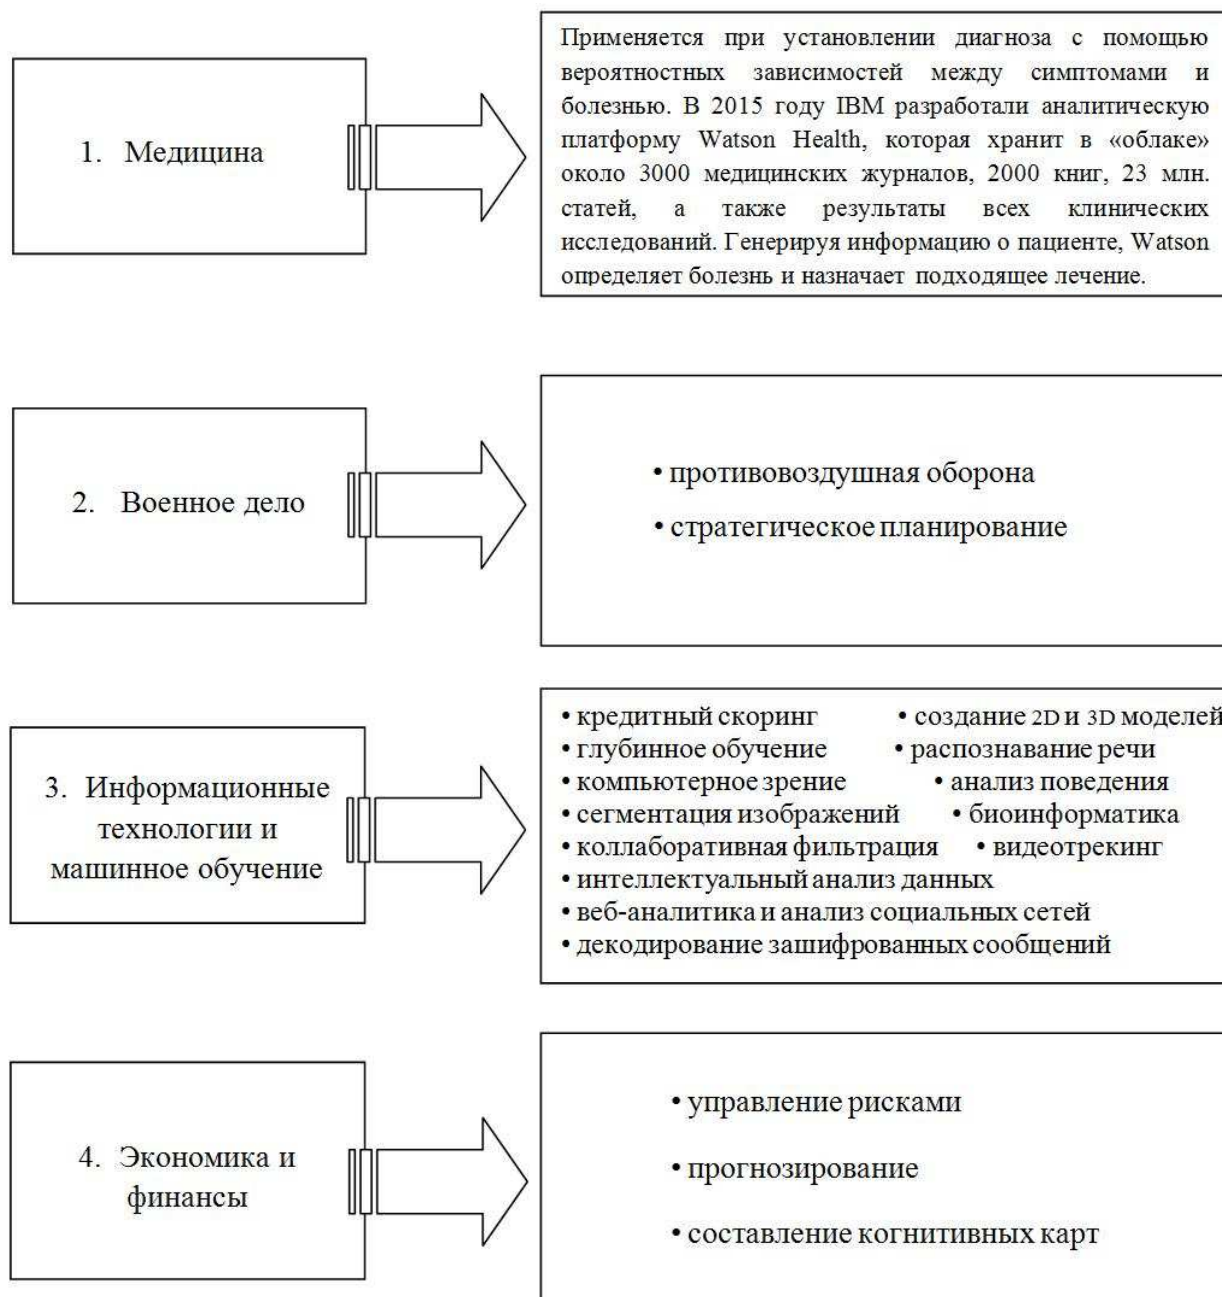 1. Медицина
Применяется при установлении диагноза с помощью
вероятностных зависимостей между симптомами и
болезнью. В 2015 году IBM разработали аналитическую
платформу Watson Health, которая хранит в «облаке»
около 3000 медицинских журналов, 2000 книг, 23 млн.
статей, а также результаты всех клинических
исследований. Генерируя информацию о пациенте, Watson
определяет болезнь и назначает подходящее лечение.
2. Военное дело
• противовоздушная оборона
• стратегическое планирование
3. Информационные
технологии и
машинное обучение
• кредитный скоринг • создание 2D и 3D моделей
• глубинное обучение • распознавание речи
• компьютерное зрение • анализ поведения
• сегментация изображений • биоинформатика
• коллаборативная фильтрация • видеотрекинг
• интеллектуальный анализ данных
• веб-аналитика и анализ социальных сетей
• декодирование зашифрованных сообщений
4. Экономика и
финансы
• управление рисками
• прогнозирование
• составление когнитивных карт